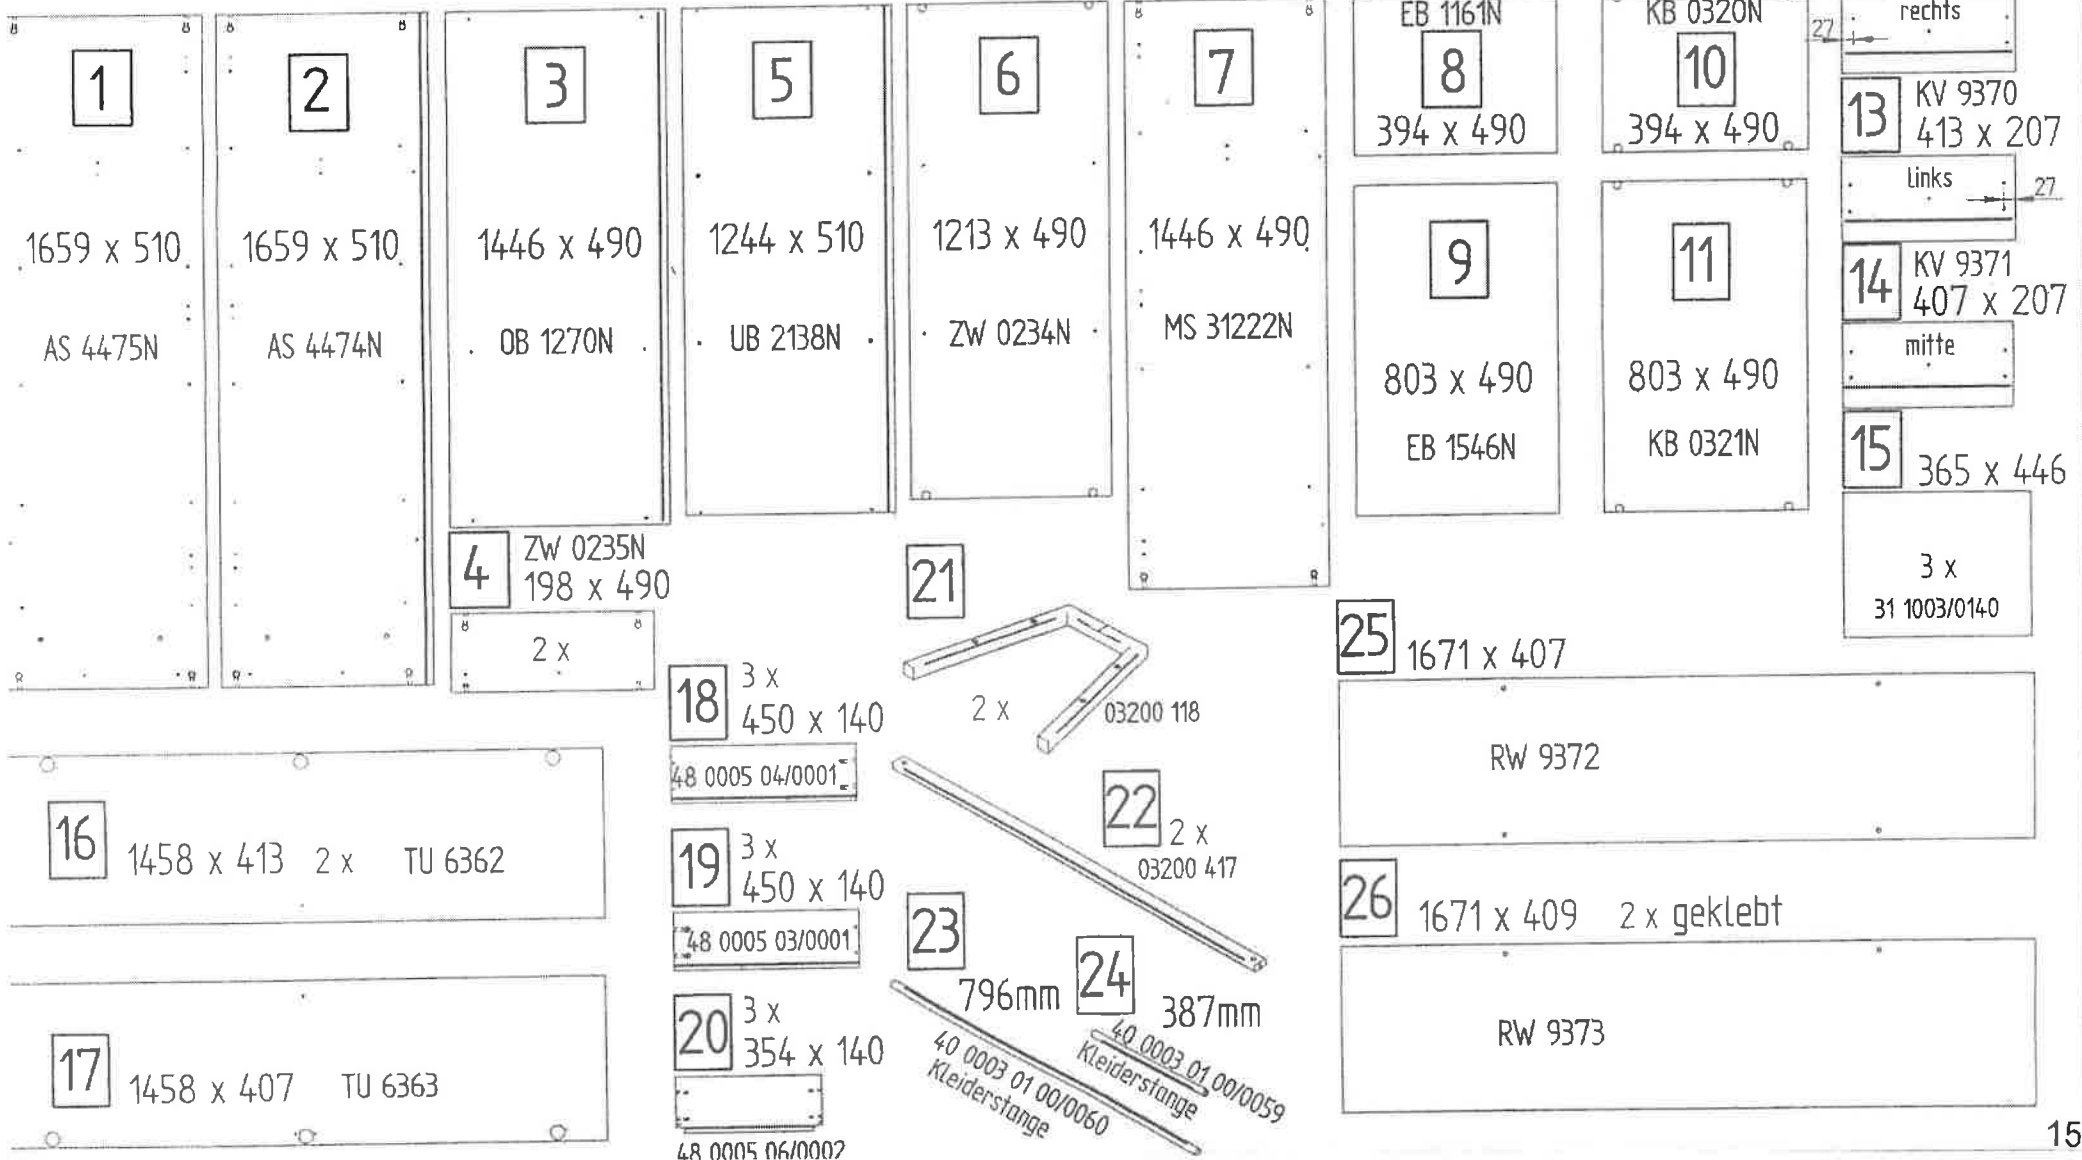 1
1659 x 510
AS 4475N
2
1659 x 510
AS 4474N
3
1446 x 490
OB 1270N
4
ZW 0235N
198 x 490
2 x
5
1244 x 510
UB 2138N
6
1213 x 490
ZW 0234N
7
1446 x 490
MS 31222N
EB 1161N
8
394 x 490
9
803 x 490
EB 1546N
KB 0320N
10
394 x 490
11
803 x 490
KB 0321N
rechts
27
13
KV 9370
413 x 207
links
27
14
KV 9371
407 x 207
mitte
15
365 x 446
3 x
31 1003/0140
16
1458 x 413 2 x TU 6362
17
1458 x 407 TU 6363
18
3 x
450 x 140
48 0005 04/0001
19
3 x
450 x 140
48 0005 03/0001
20
3 x
354 x 140
48 0005 06/0002
21
2 x
03200 118
22
2 x
03200 417
23
796mm
40 0003 01 00/0060
Kleiderstange
24
387mm
40 0003 01 00/0059
Kleiderstange
25
1671 x 407
RW 9372
26
1671 x 409 2 x geklebt
RW 9373
15